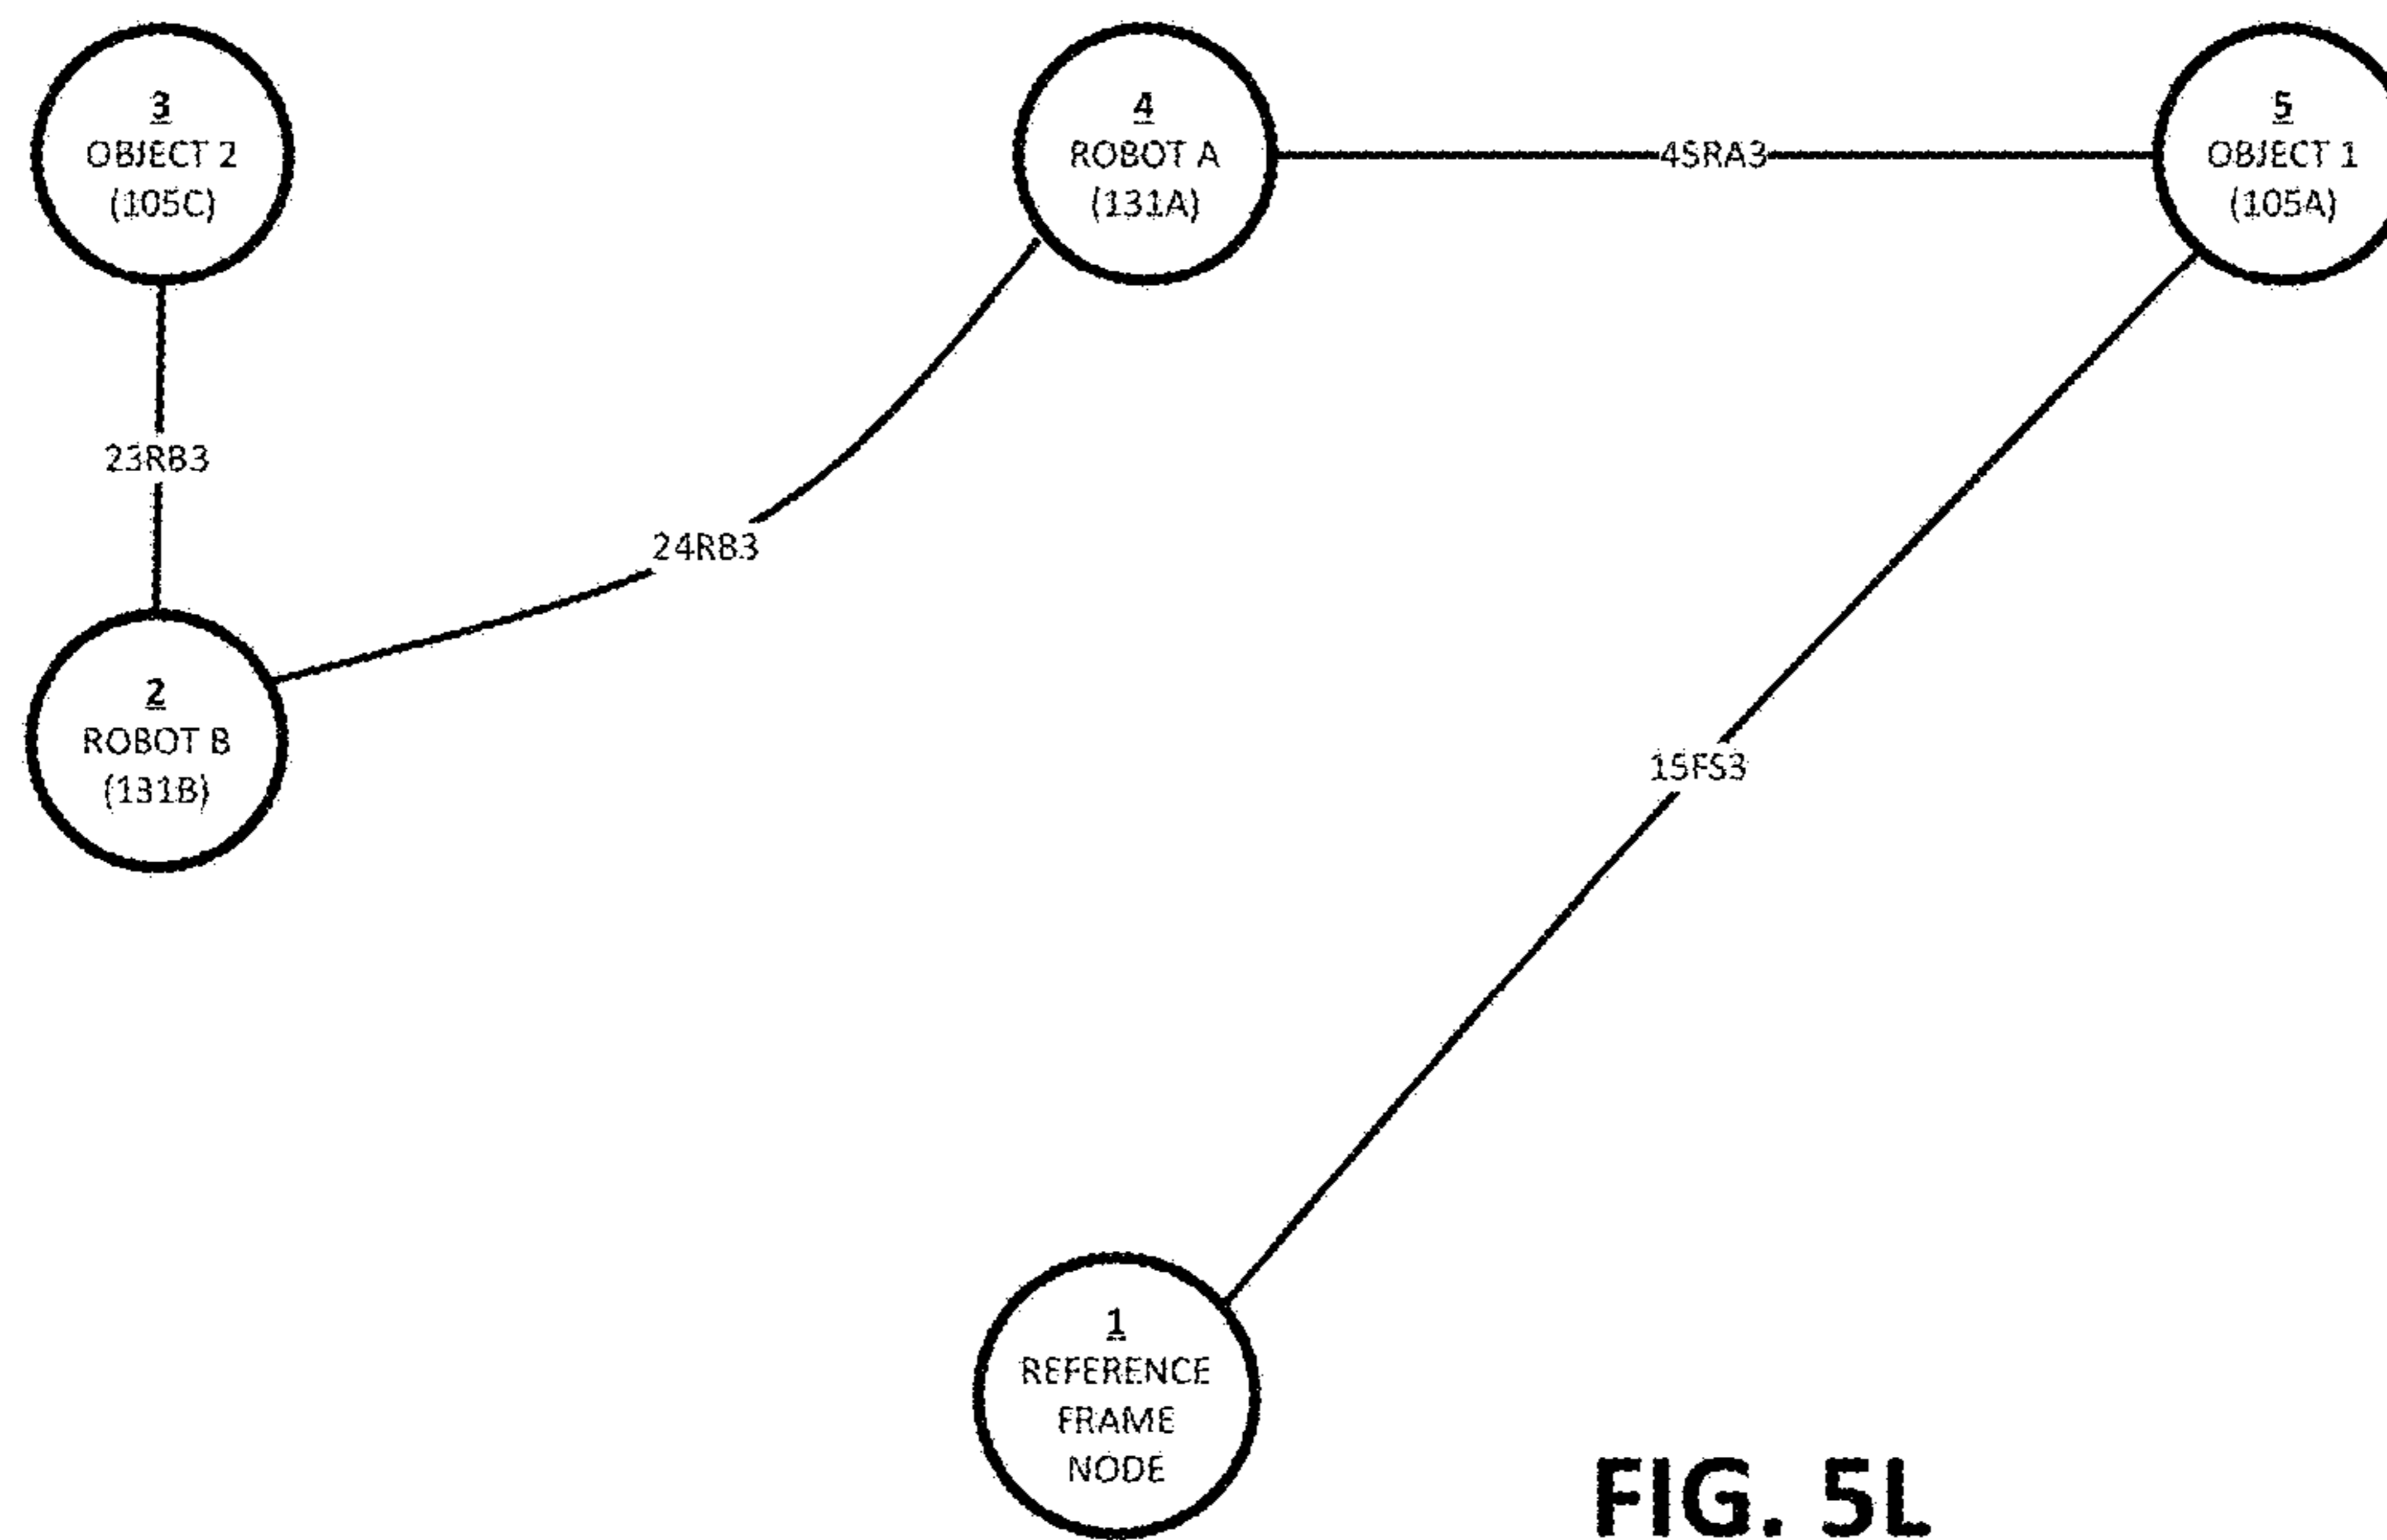 3
OBJECT 2
(105C)
4
ROBOT A
(131A)
45RA3
5
OBJECT 1
(105A)
23RB3
24RB3
2
ROBOT B
(131B)
15FS3
1
REFERENCE
FRAME
NODE
FIG. 5L